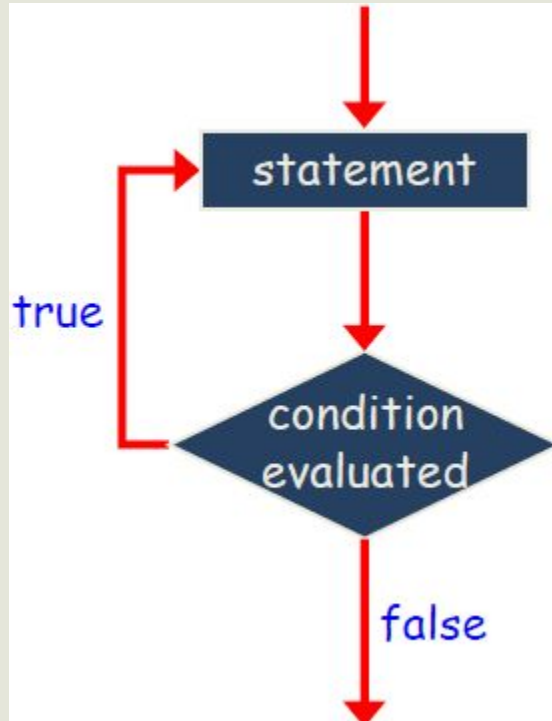 statement
true
condition
evaluated
false